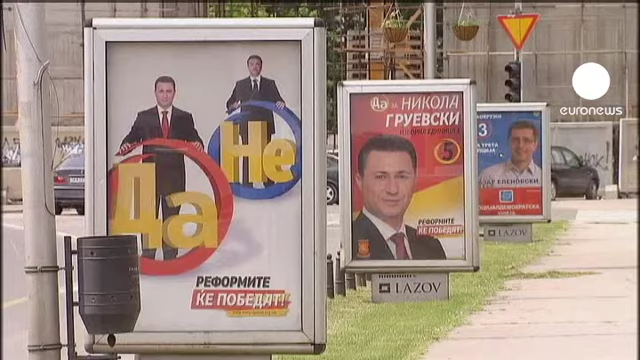 Да
Не
РЕФОРМИТЕ
ЌЕ ПОБЕДАТ!
Да за НИКОЛА
ГРУЕВСКИ
5
РЕФОРМИТЕ
ЌЕ ПОБЕДАТ!
LAZOV
3
LAZOV
euronews